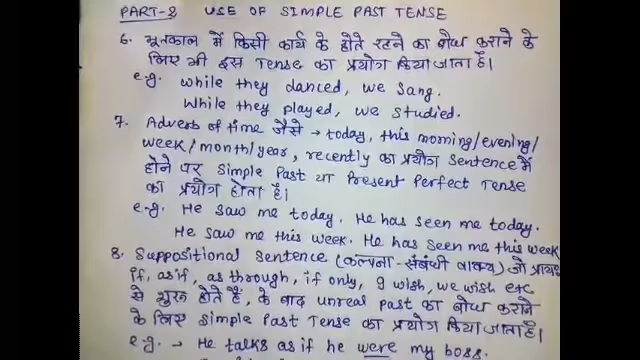 PART-2 USE OF SIMPLE PAST TENSE
6. भूतकाल में किसी कार्य के होते रहने का बोध कराने के
लिए भी इस Tense का प्रयोग किया जाता है।
e.g. While they danced, we sang.
While they played, we studied.
7. Adverb of time जैसे → today, this morning/evening/
week/month/year, recently का प्रयोग sentence में
होने पर Simple Past या Present Perfect Tense
का प्रयोग होता है।
e.g. He saw me today. He has seen me today.
He saw me this week. He has seen me this week
8. Suppositional Sentence (कल्पना-संबंधी वाक्य) जो प्रायः
if, as if, as through, if only, I wish, we wish etc
से शुरू होते हैं, के बाद unreal past का बोध कराने
के लिए Simple Past Tense का प्रयोग किया जाता है।
e.g. → He talks as if he were my boss.